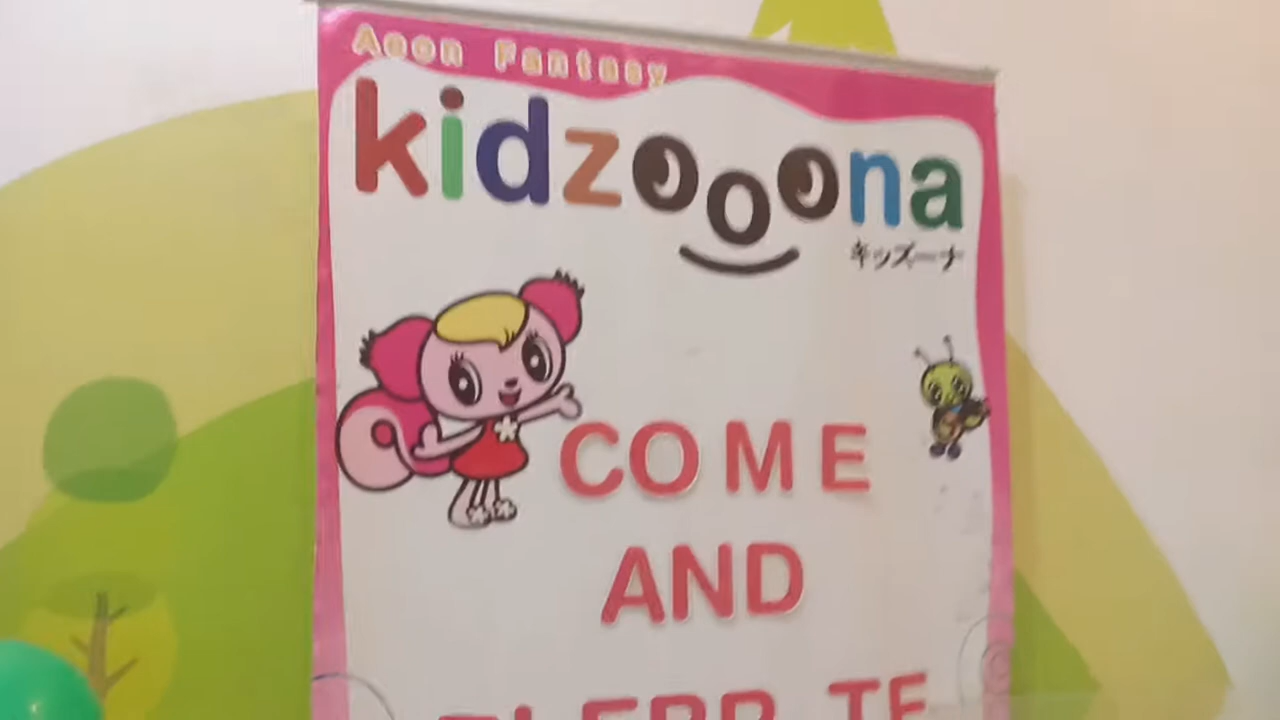 Aeon Fantasy
kidzooona
キッズーナ
COME
AND